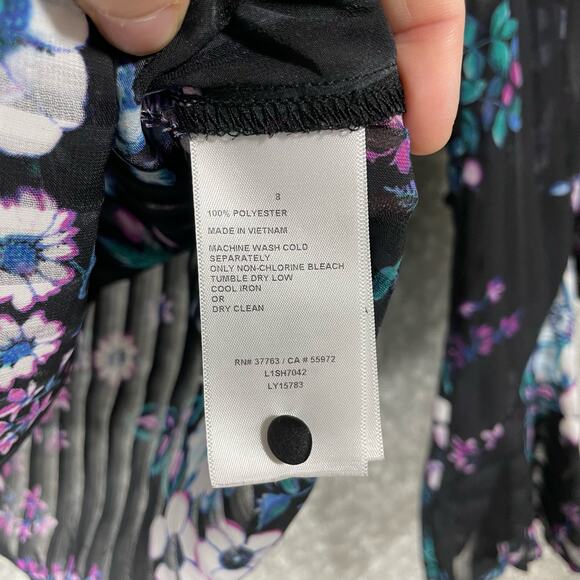 8
100% POLYESTER
MADE IN VIETNAM
MACHINE WASH COLD
SEPARATELY
ONLY NON-CHLORINE BLEACH
TUMBLE DRY LOW
COOL IRON
OR
DRY CLEAN
RN# 37763 / CA # 55972
L1SH7042
LY15783